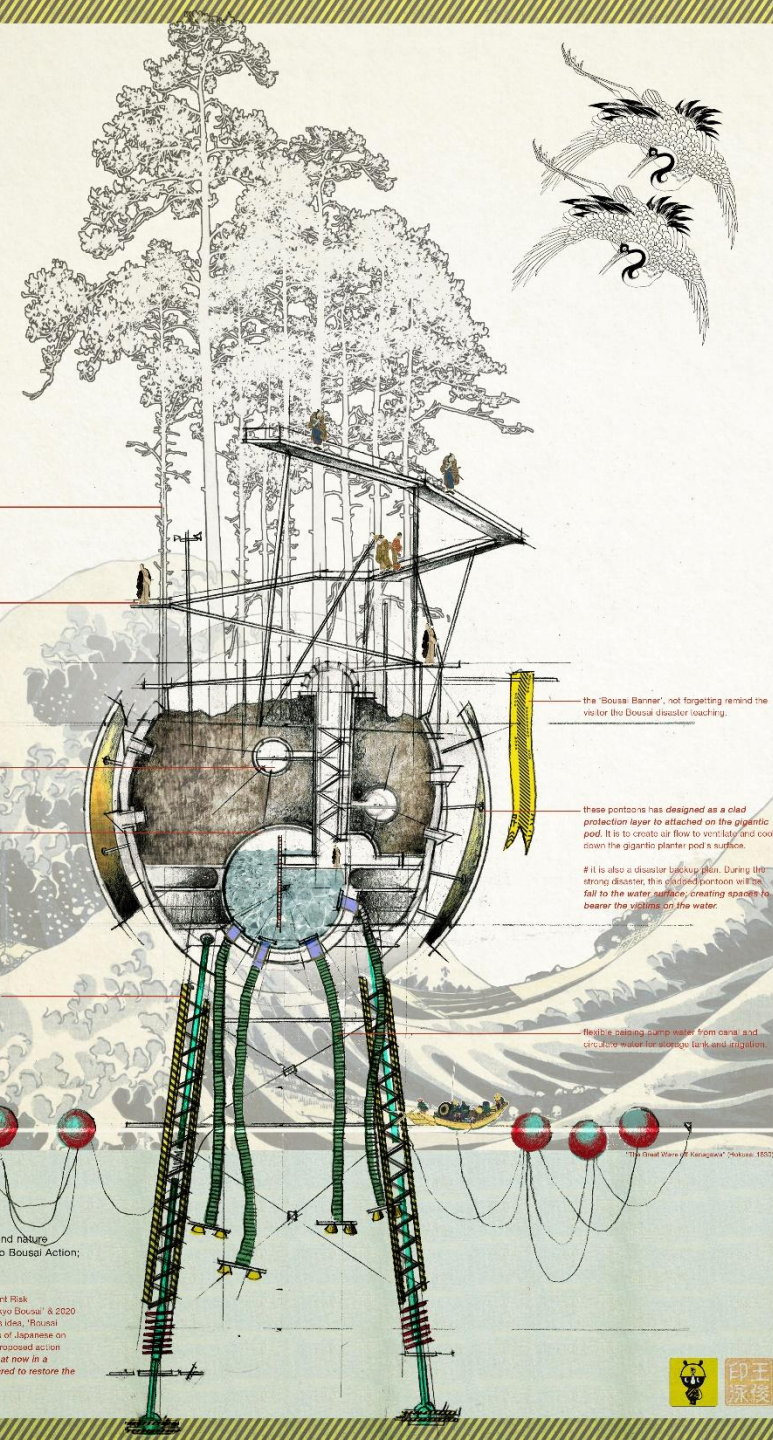 the 'Bousai Banner', not forgetting remind the
visitor the Bousai disaster teaching.
these pontoons has designed as a clad
protection layer to attached on the gigantic
pod. It is to create air flow to ventilate and cool
down the gigantic planter pod's surface.
# it is also a disaster backup plan. During the
strong disaster, this cladded pontoon will be
fall to the water surface; creating spaces to
bearer the victims on the water.
flexible paiping pump water from canal and
circulate water for storage tank and irrigation.
"The Great Wave off Kanagawa" (Hokusai,
nd nature
o Bousai Action;
nt Risk
kyo Bousai' & 2020
s idea, 'Bousai
s of Japanese on
roposed action
at now in a
red to restore the
印 王
泳 俊